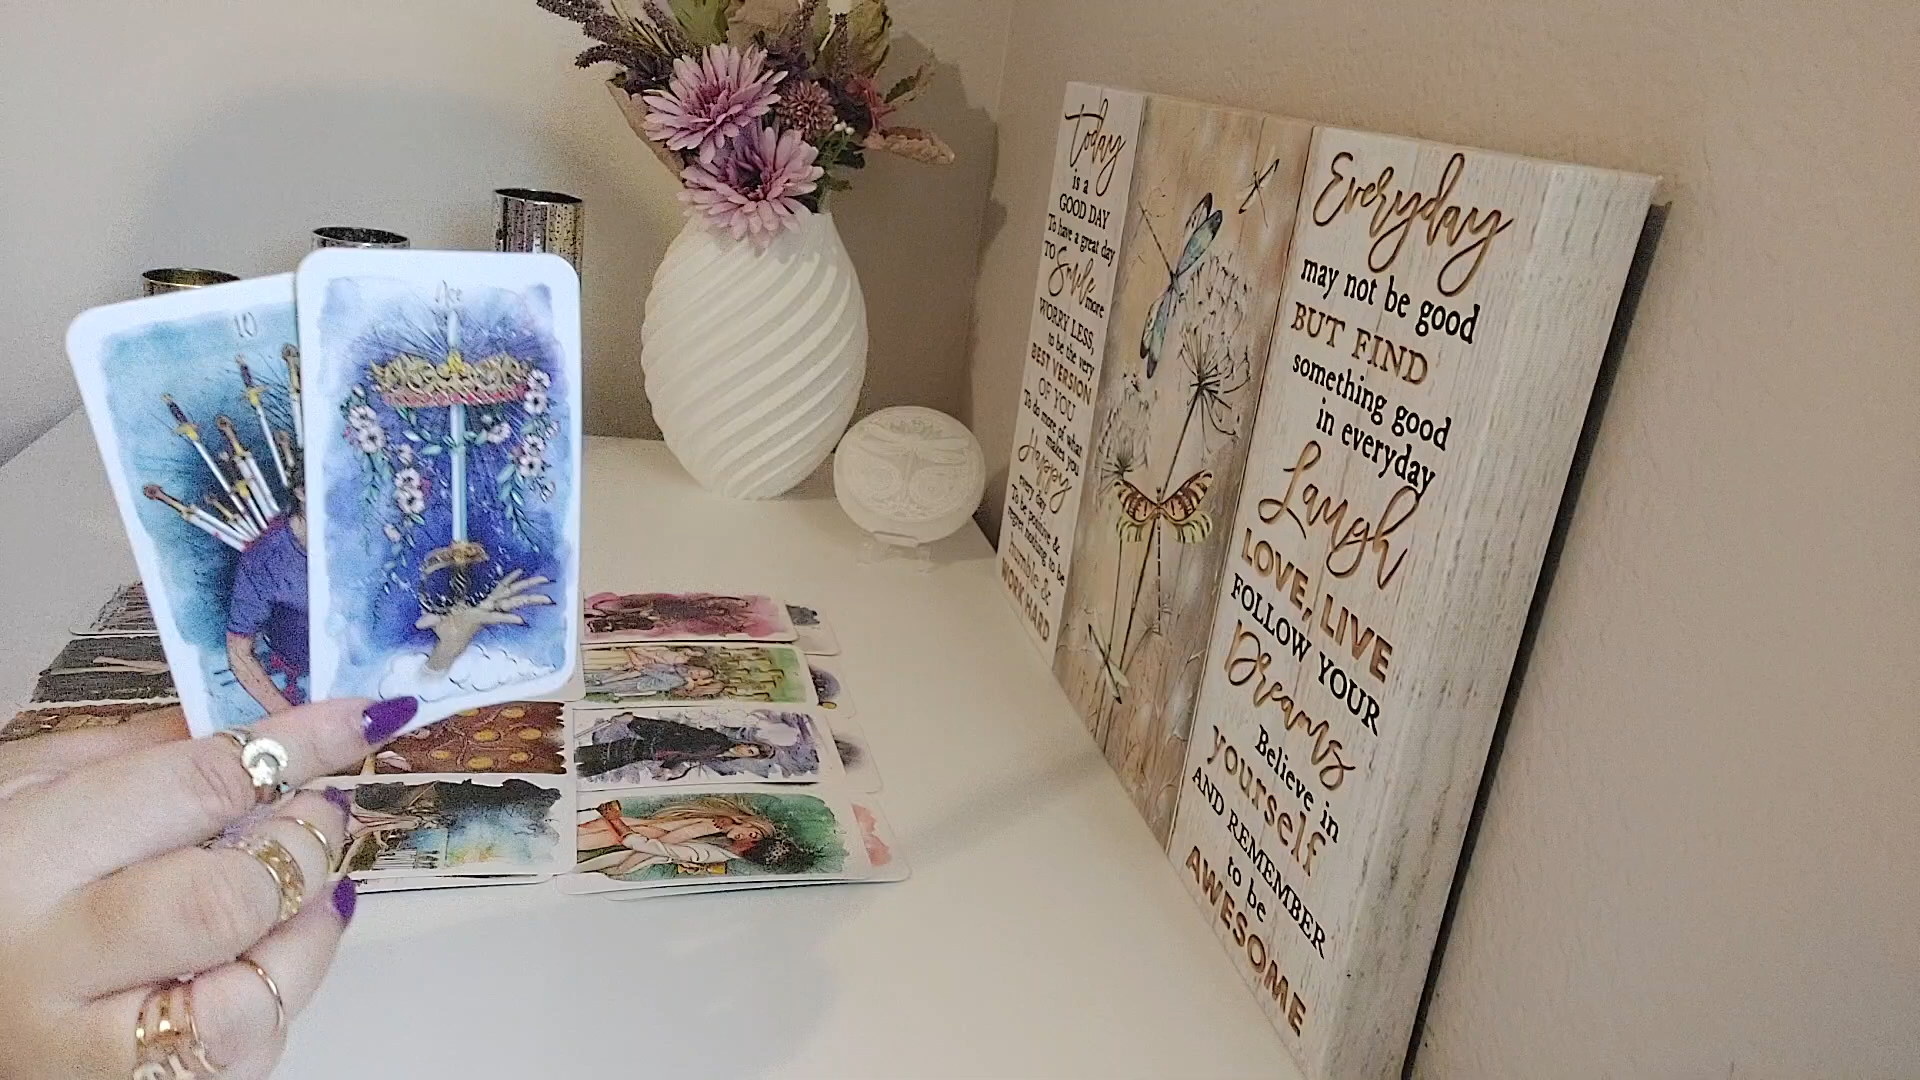 10
Ace
today
is a
GOOD DAY
To have a great day
TO Smile more
WORRY LESS,
to be the very
BEST VERSION
OF YOU
To do more of what
makes you
Happy
every day
To be positive &
regret nothing to be
humble &
WORK HARD
Everyday
may not be good
BUT FIND
something good
in everyday
Laugh
LOVE, LIVE
FOLLOW YOUR
Dreams
Believe in
yourself
AND REMEMBER
to be
AWESOME